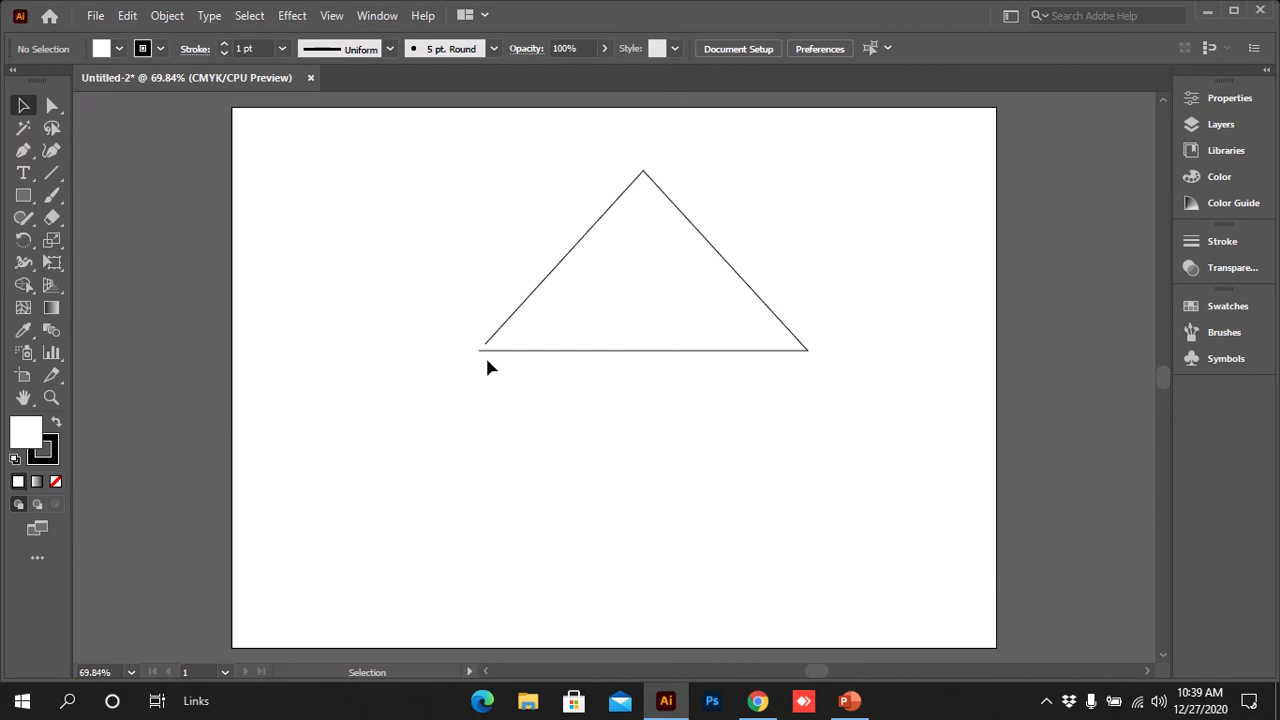 Ai File Edit Object Type Select Effect View Window Help Search Adobe Help
No Selection Stroke: 1 pt Uniform 5 pt. Round Opacity: 100% Style: Document Setup Preferences
Untitled-2* @ 69.84% (CMYK/CPU Preview)
Properties
Layers
Libraries
Color
Color Guide
Stroke
Transpare...
Swatches
Brushes
Symbols
69.84% 1 Selection
Links Ai Ps 10:39 AM
12/27/2020